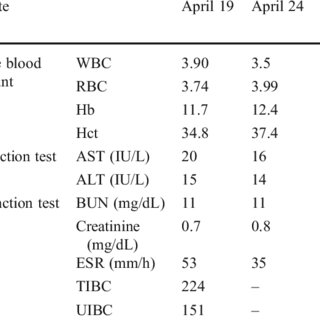 te April 19 April 24
e blood WBC 3.90 3.5
nt RBC 3.74 3.99
Hb 11.7 12.4
Hct 34.8 37.4
ction test AST (IU/L) 20 16
ALT (IU/L) 15 14
nction test BUN (mg/dL) 11 11
Creatinine 0.7 0.8
(mg/dL)
ESR (mm/h) 53 35
TIBC 224 –
UIBC 151 –